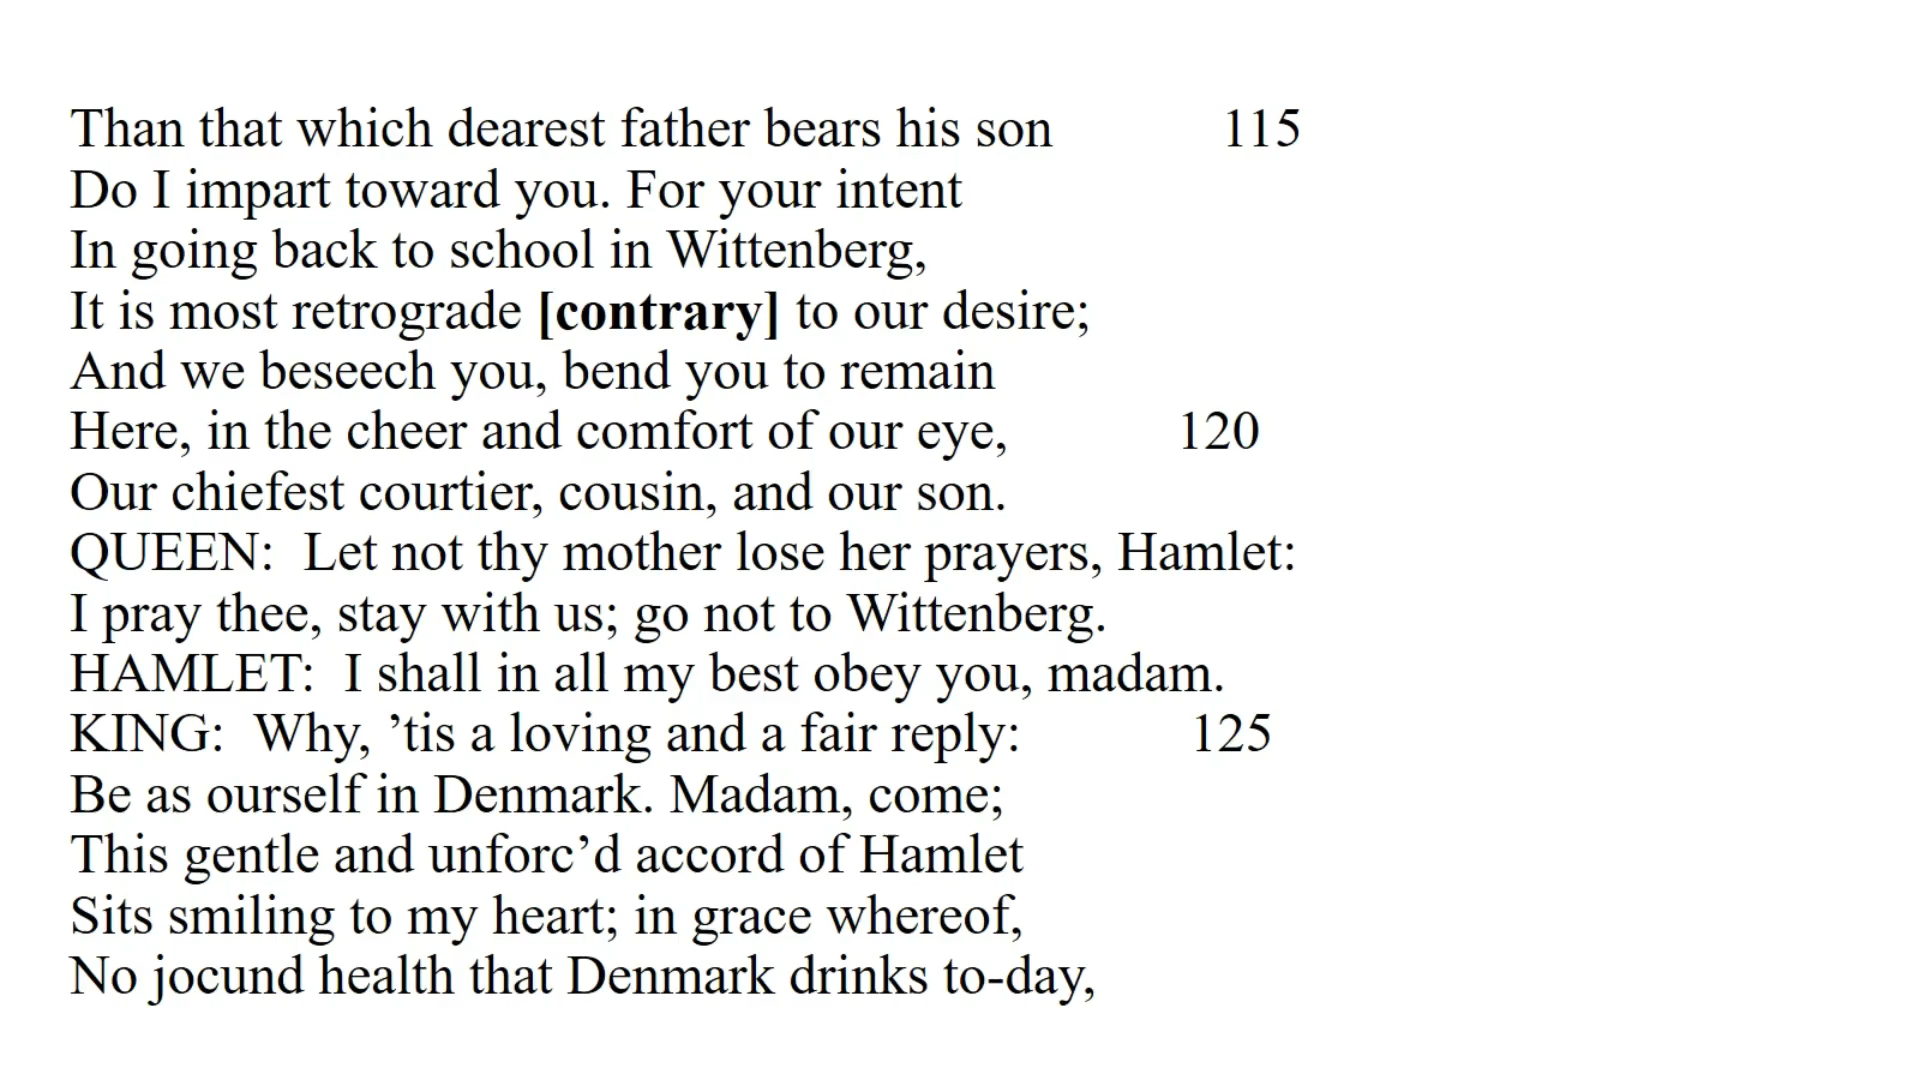 Than that which dearest father bears his son 115
Do I impart toward you. For your intent
In going back to school in Wittenberg,
It is most retrograde [contrary] to our desire;
And we beseech you, bend you to remain
Here, in the cheer and comfort of our eye, 120
Our chiefest courtier, cousin, and our son.
QUEEN:  Let not thy mother lose her prayers, Hamlet:
I pray thee, stay with us; go not to Wittenberg.
HAMLET:  I shall in all my best obey you, madam.
KING:  Why, ’tis a loving and a fair reply: 125
Be as ourself in Denmark. Madam, come;
This gentle and unforc’d accord of Hamlet
Sits smiling to my heart; in grace whereof,
No jocund health that Denmark drinks to-day,